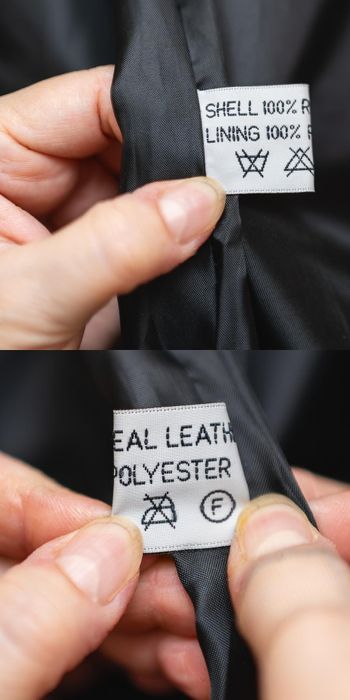 SHELL 100% R
LINING 100% P
EAL LEATH
POLYESTER
F